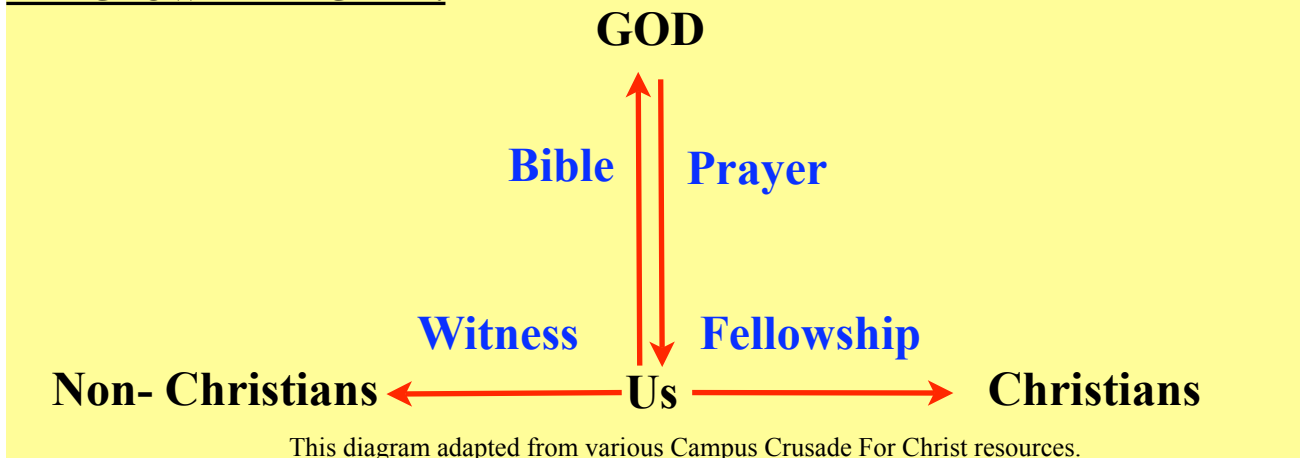 GOD
Bible Prayer
Witness Fellowship
Non- Christians Us Christians
This diagram adapted from various Campus Crusade For Christ resources.